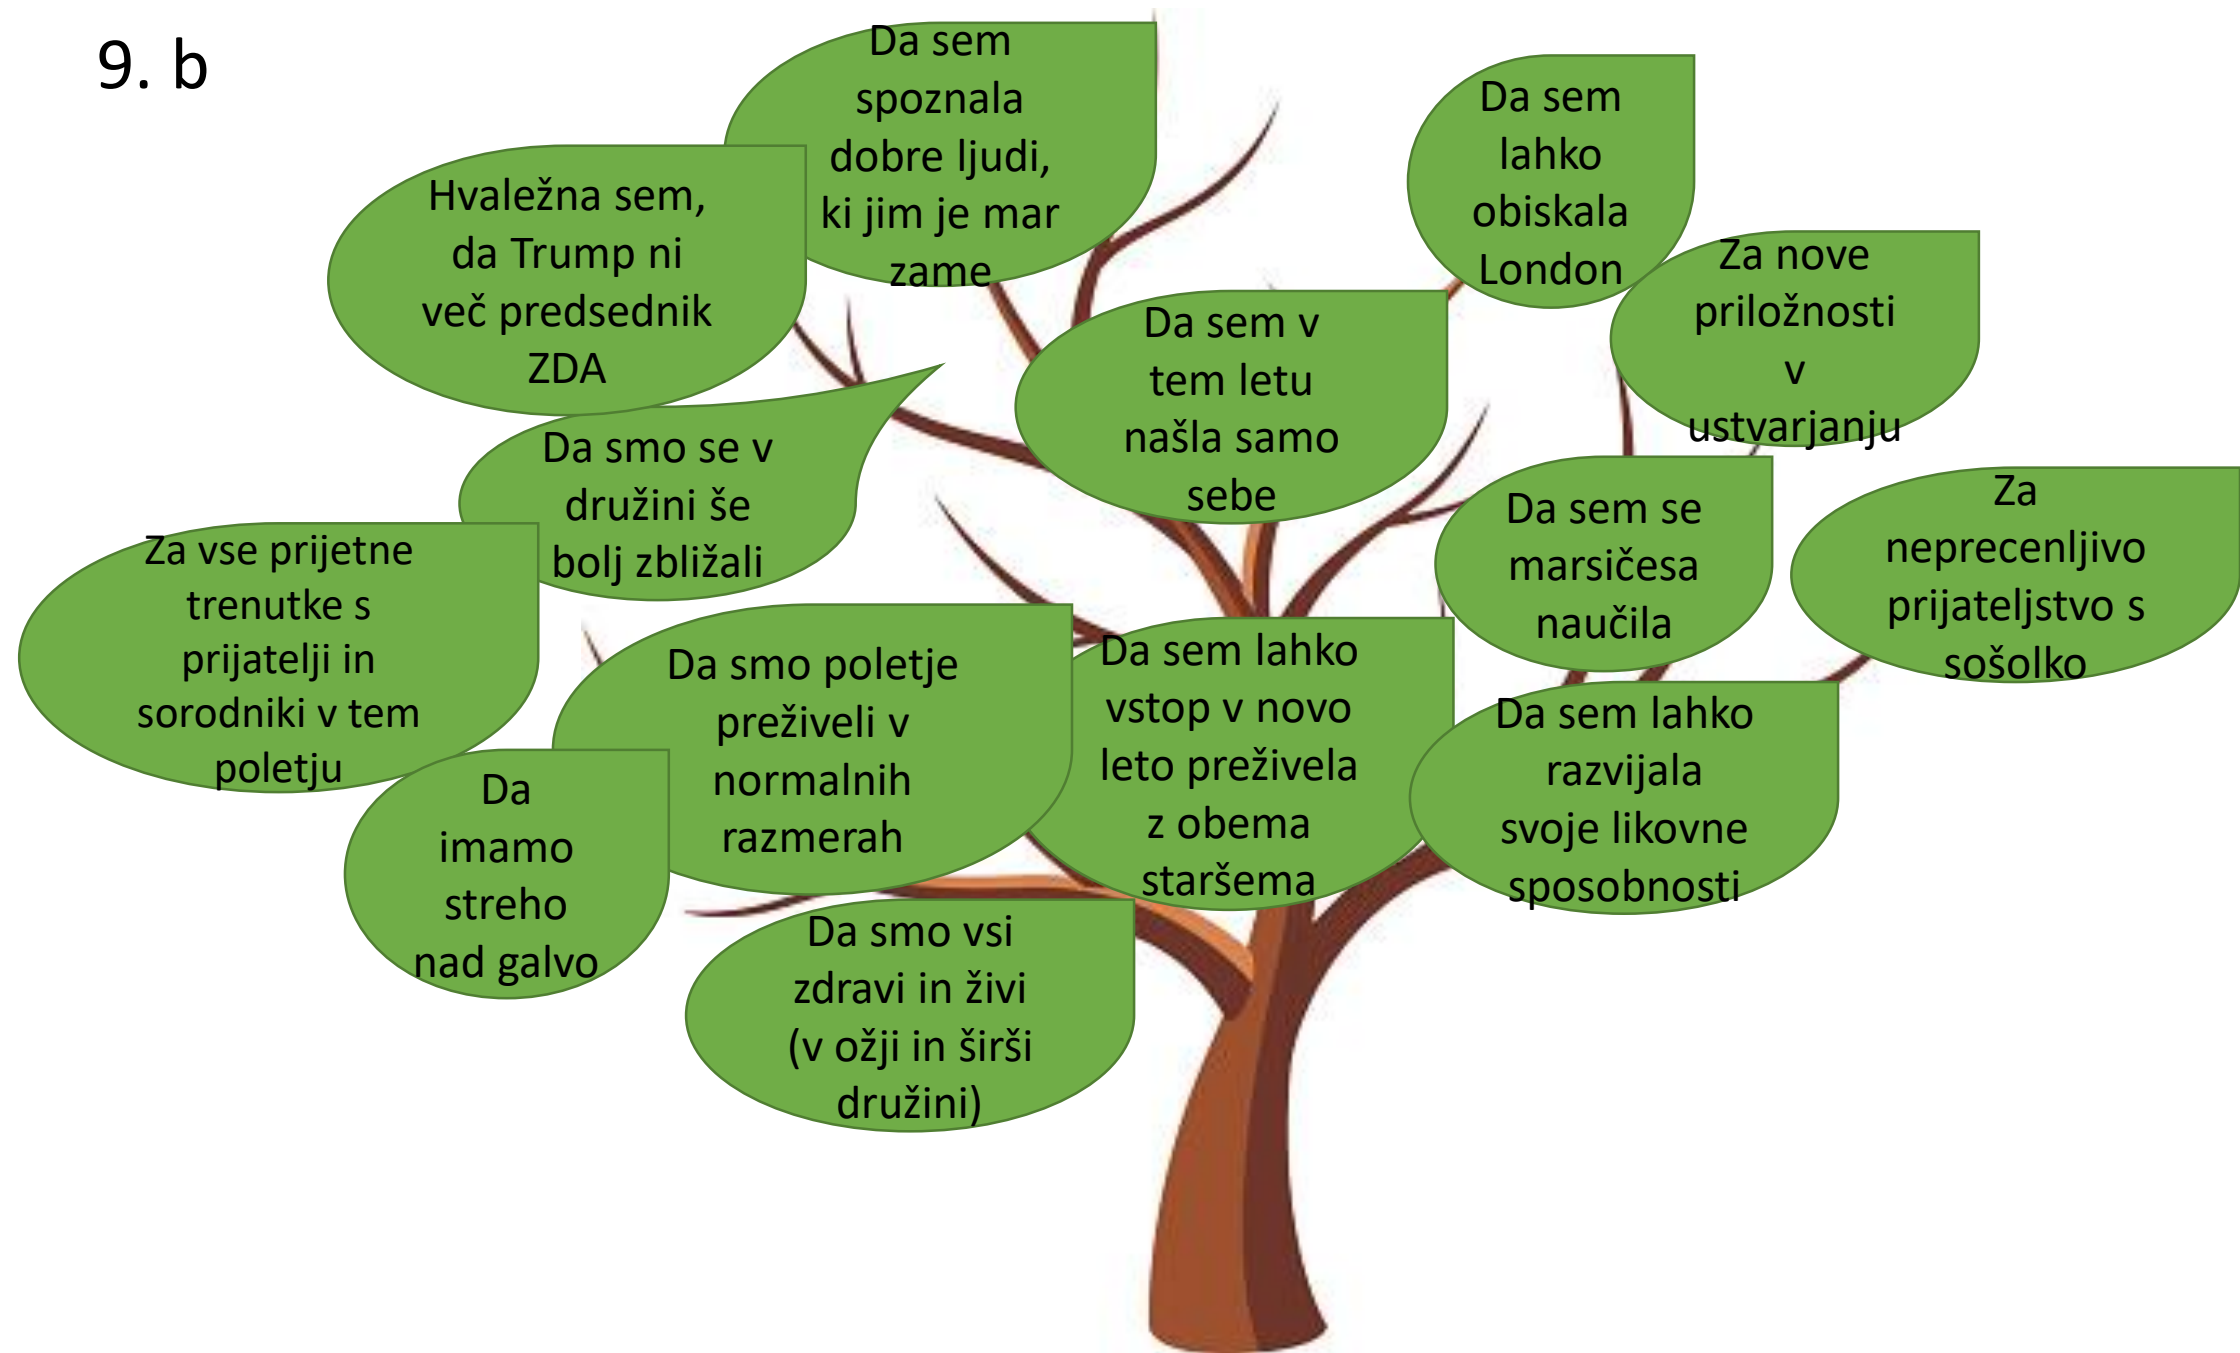 9. b
Da sem
spoznala
dobre ljudi,
ki jim je mar
zame
Hvaležna sem,
da Trump ni
več predsednik
ZDA
Da sem
lahko
obiskala
London
Za nove
priložnosti
v
ustvarjanju
Da sem v
tem letu
našla samo
sebe
Da smo se v
družini še
bolj zbližali
Da sem se
marsičesa
naučila
Za
neprecenljivo
prijateljstvo s
sošolko
Za vse prijetne
trenutke s
prijatelji in
sorodniki v tem
poletju
Da smo poletje
preživeli v
normalnih
razmerah
Da sem lahko
vstop v novo
leto preživela
z obema
staršema
Da sem lahko
razvijala
svoje likovne
sposobnosti
Da
imamo
streho
nad galvo
Da smo vsi
zdravi in živi
(v ožji in širši
družini)